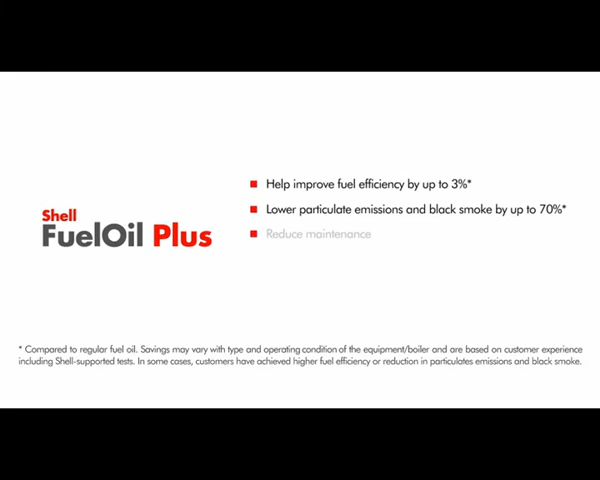 Help improve fuel efficiency by up to 3%*
Lower particulate emissions and black smoke by up to 70%*
Reduce maintenance
Shell
FuelOil Plus
* Compared to regular fuel oil. Savings may vary with type and operating condition of the equipment/boiler and are based on customer experience
including Shell-supported tests. In some cases, customers have achieved higher fuel efficiency or reduction in particulates emissions and black smoke.